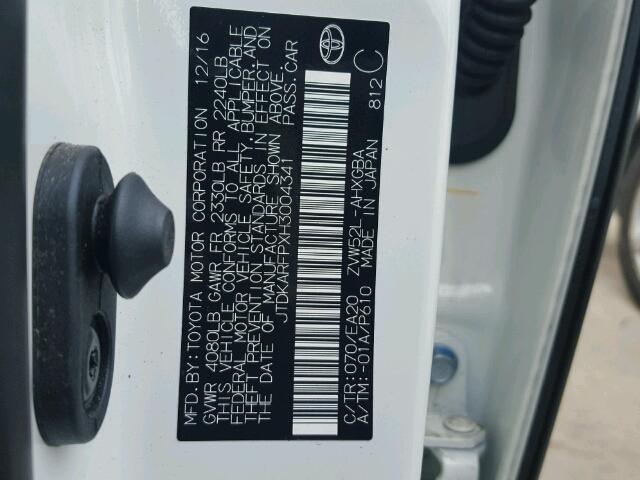 MFD. BY: TOYOTA MOTOR CORPORATION 12/16
GVWR 4080LB GAWR FR 2330LB RR 2240LB
THIS VEHICLE CONFORMS TO ALL APPLICABLE
FEDERAL MOTOR VEHICLE SAFETY, BUMPER, AND
THEFT PREVENTION STANDARDS IN EFFECT ON
THE DATE OF MANUFACTURE SHOWN ABOVE.
JTDKARFPXH3004341 PASS. CAR
C/TR: 070/EA20 ZVW52L-AHXGBA 812 C
A/TM: -01A/P610 MADE IN JAPAN